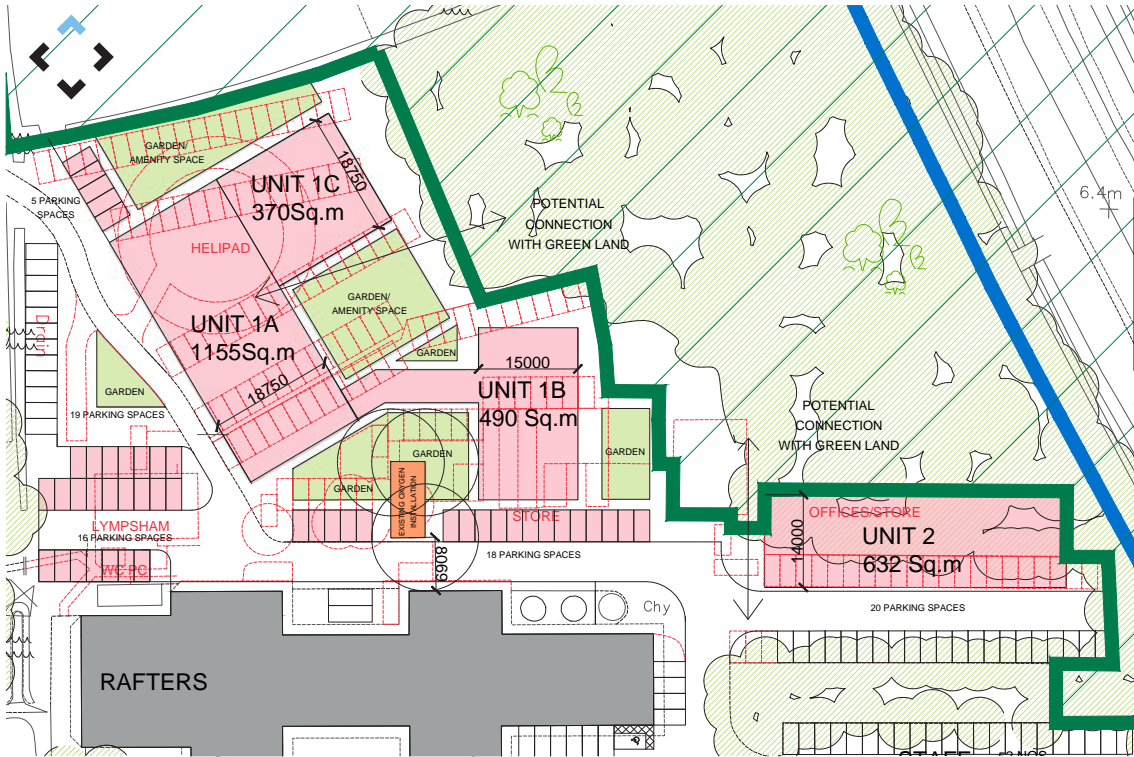 GARDEN/
AMENITY SPACE
UNIT 1C
370Sq.m
18750
5 PARKING
SPACES
HELIPAD
POTENTIAL
CONNECTION
WITH GREEN LAND
6.4m
GARDEN/
AMENITY SPACE
UNIT 1A
1155Sq.m
Drain
GARDEN
15000
18750
UNIT 1B
490 Sq.m
GARDEN
19 PARKING SPACES
POTENTIAL
CONNECTION
WITH GREEN LAND
GARDEN
GARDEN
GARDEN
EXISTING OXYGEN
INSTALLATION
LYMPSHAM
16 PARKING SPACES
STORE
OFFICES/STORE
UNIT 2
632 Sq.m
14000
18 PARKING SPACES
WC PC
8069
20 PARKING SPACES
Chy
RAFTERS